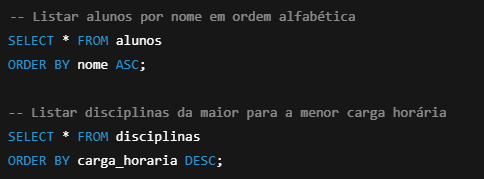 -- Listar alunos por nome em ordem alfabética
SELECT * FROM alunos
ORDER BY nome ASC;
-- Listar disciplinas da maior para a menor carga horária
SELECT * FROM disciplinas
ORDER BY carga_horaria DESC;